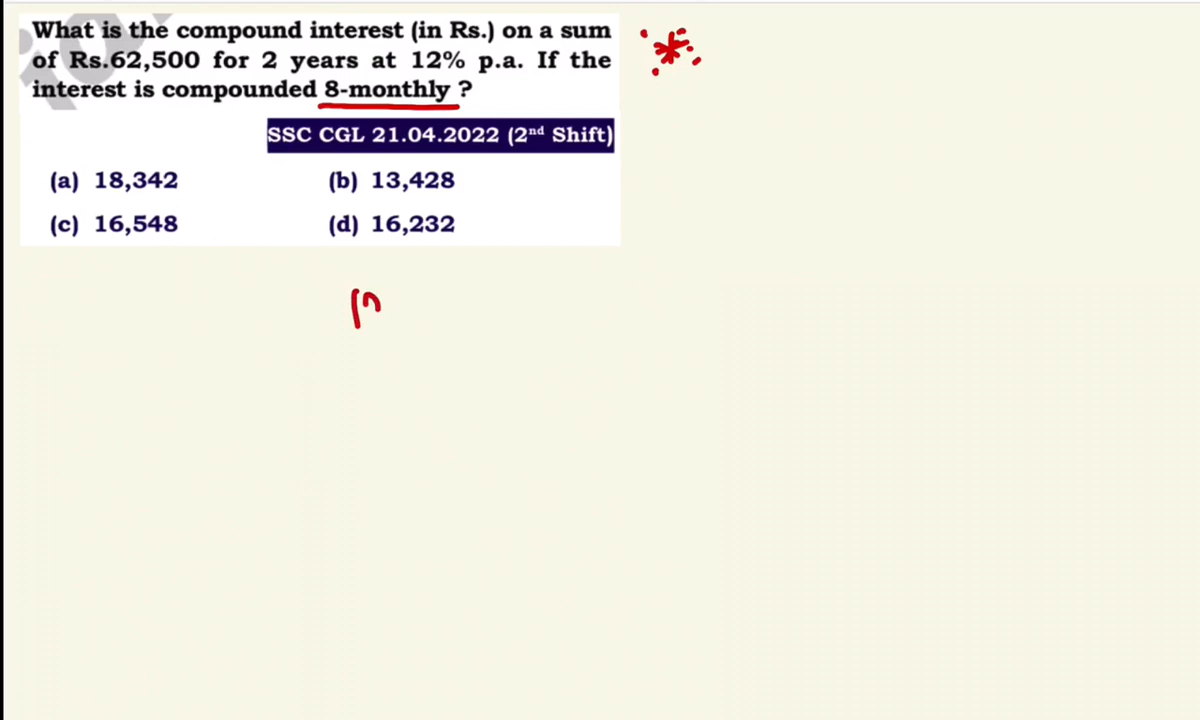 What is the compound interest (in Rs.) on a sum
of Rs.62,500 for 2 years at 12% p.a. If the
interest is compounded 8-monthly ?
SSC CGL 21.04.2022 (2nd Shift)
(a) 18,342
(b) 13,428
(c) 16,548
(d) 16,232